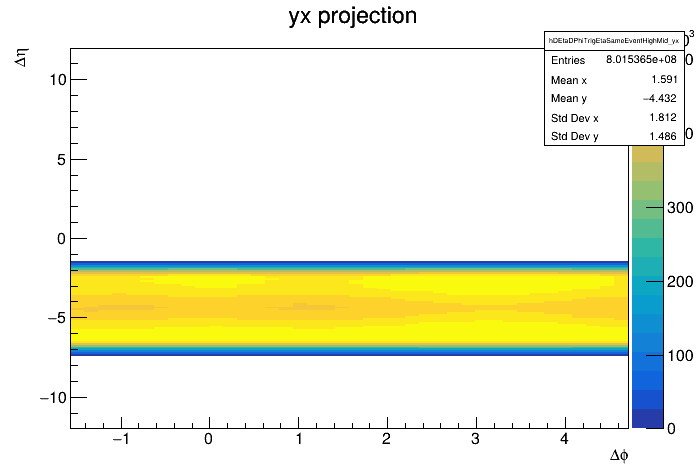 yx projection
hDEtaDPhiTrigEtaSameEventHighMid_yx
Entries 8.015365e+08
Mean x 1.591
Mean y −4.432
Std Dev x 1.812
Std Dev y 1.486
Δη
10
5
0
−5
−10
−1 0 1 2 3 4
Δϕ
300
200
100
0